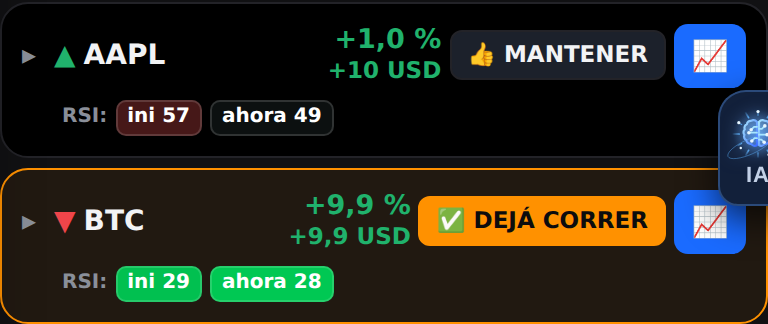 ▶ ▲ AAPL +1,0 % 👍 MANTENER 📈
+10 USD
RSI: ini 57 ahora 49
IA
▶ ▼ BTC +9,9 % ✅ DEJÁ CORRER 📈
+9,9 USD
RSI: ini 29 ahora 28